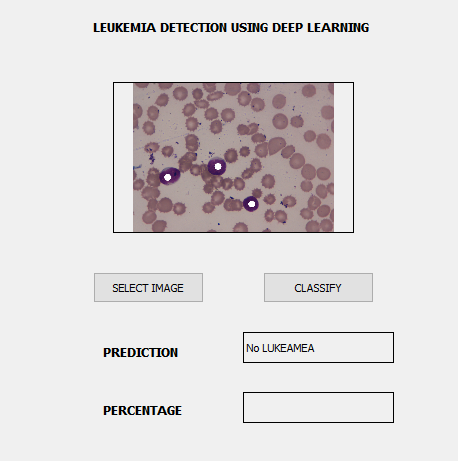 LEUKEMIA DETECTION USING DEEP LEARNING
SELECT IMAGE
CLASSIFY
PREDICTION
No LUKEAMEA
PERCENTAGE